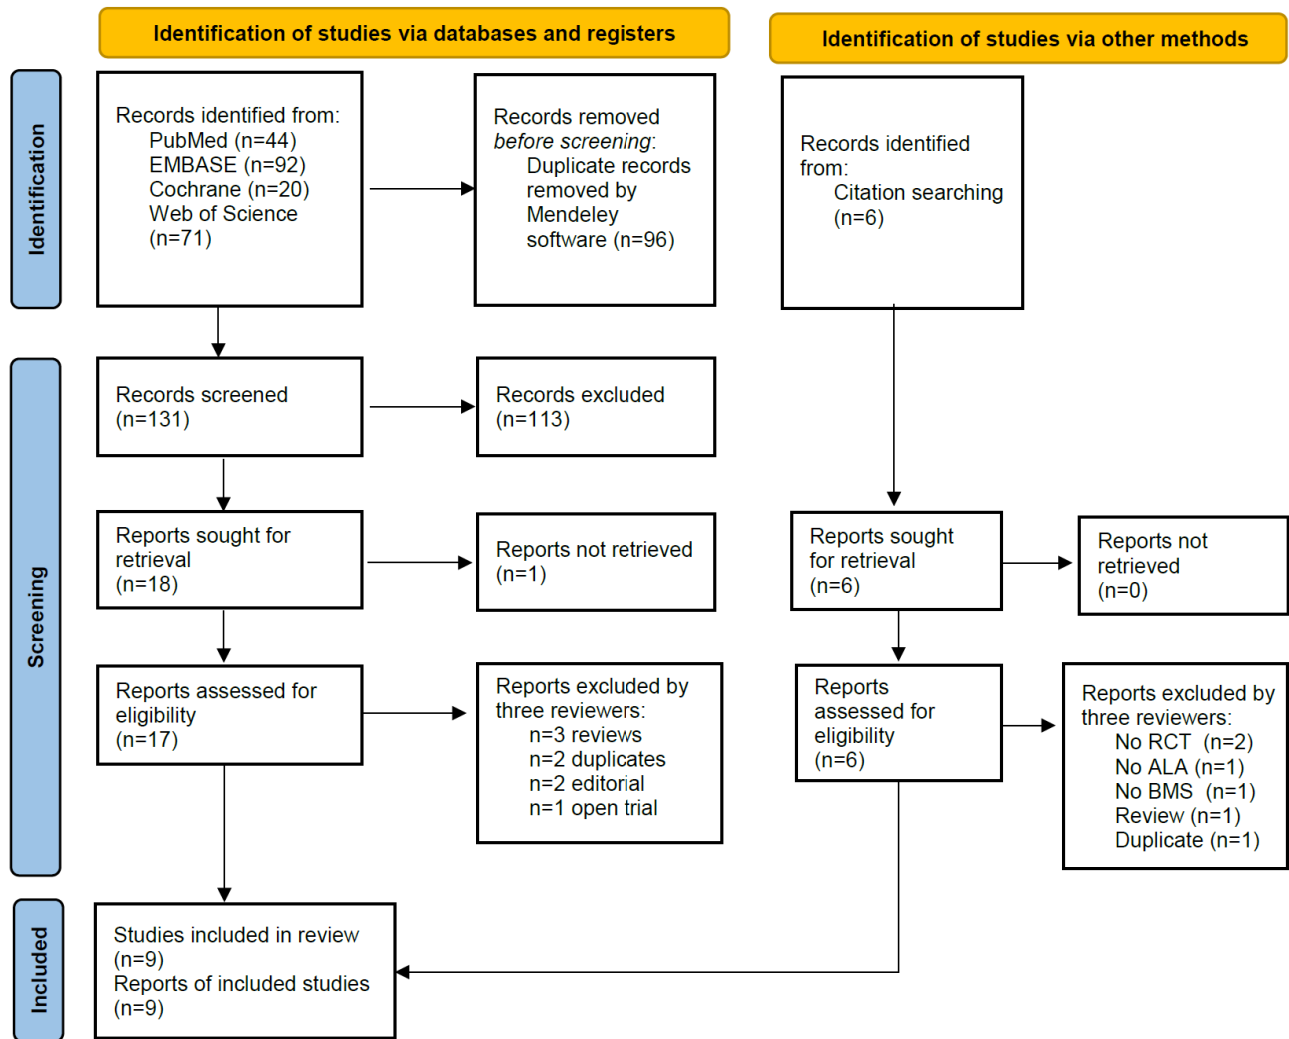 Identification of studies via databases and registers
Identification of studies via other methods
Identification
Records identified from:
PubMed (n=44)
EMBASE (n=92)
Cochrane (n=20)
Web of Science
(n=71)
Records removed
before screening:
Duplicate records
removed by
Mendeley
software (n=96)
Records identified
from:
Citation searching
(n=6)
Screening
Records screened
(n=131)
Records excluded
(n=113)
Reports sought for
retrieval
(n=18)
Reports not retrieved
(n=1)
Reports sought
for retrieval
(n=6)
Reports not
retrieved
(n=0)
Reports assessed for
eligibility
(n=17)
Reports excluded by
three reviewers:
n=3 reviews
n=2 duplicates
n=2 editorial
n=1 open trial
Reports
assessed for
eligibility
(n=6)
Reports excluded by
three reviewers:
No RCT (n=2)
No ALA (n=1)
No BMS (n=1)
Review (n=1)
Duplicate (n=1)
Included
Studies included in review
(n=9)
Reports of included studies
(n=9)